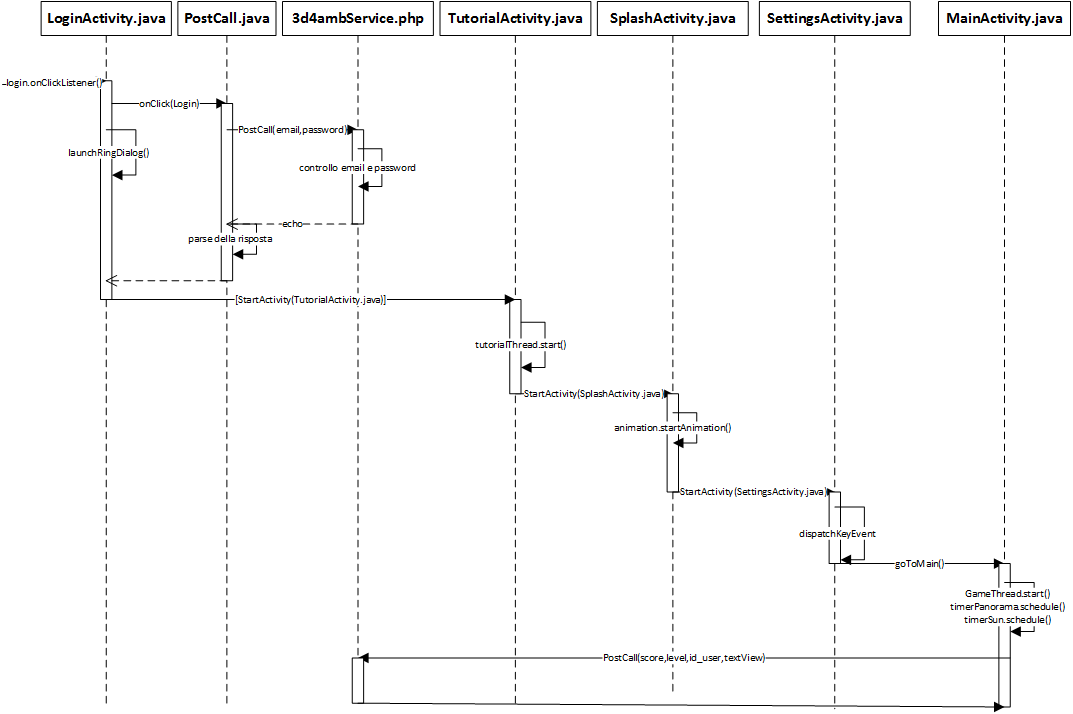 LoginActivity.java
PostCall.java
3d4ambService.php
TutorialActivity.java
SplashActivity.java
SettingsActivity.java
MainActivity.java
login.onClickListener()
onClick(Login)
PostCall(email,password)
launchRingDialog()
controllo email e password
echo
parse della risposta
[StartActivity(TutorialActivity.java)]
tutorialThread.start()
StartActivity(SplashActivity.java)
animation.startAnimation()
StartActivity(SettingsActivity.java)
dispatchKeyEvent
goToMain()
GameThread.start()
timerPanorama.schedule()
timerSun.schedule()
PostCall(score,level,id_user,textView)